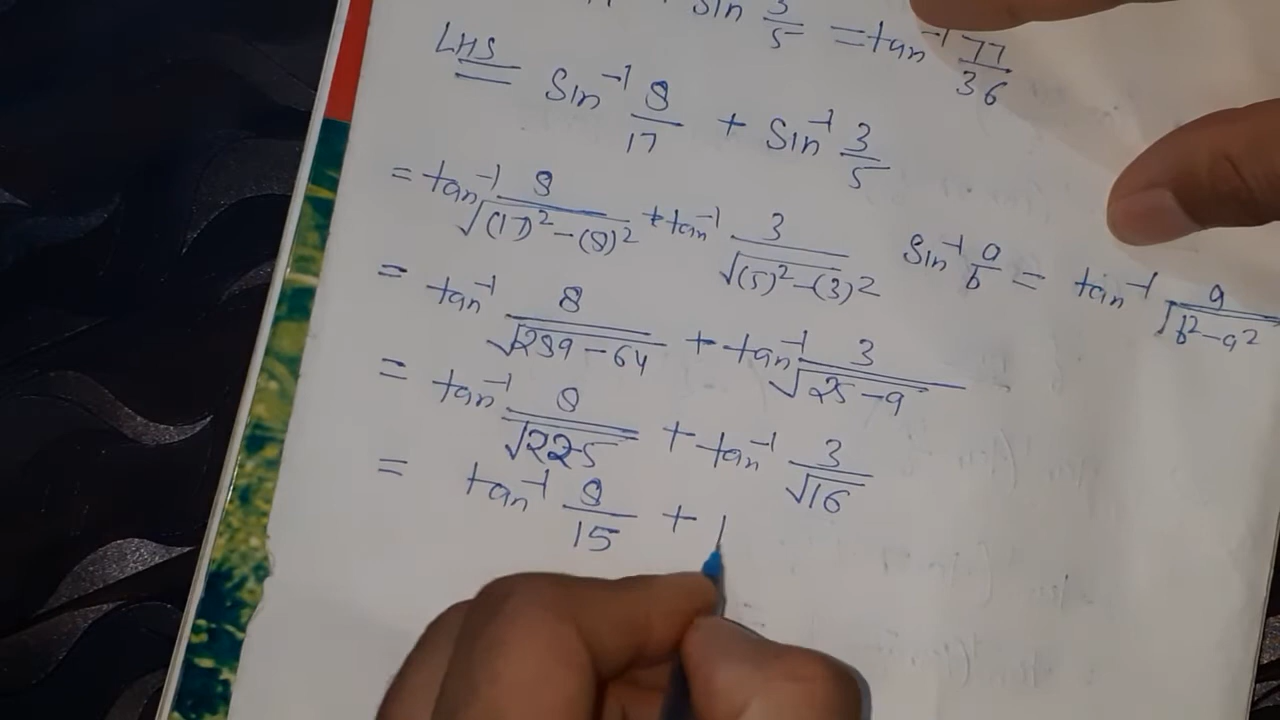 sin 3/5 = tan⁻¹ 77/36
LHS
Sin⁻¹ 8/17 + Sin⁻¹ 3/5
= tan⁻¹ 8/√(17)²-(8)² + tan⁻¹ 3/√(5)²-(3)² Sin⁻¹ a/b = tan⁻¹ a/√b²-a²
= tan⁻¹ 8/√289-64 + tan⁻¹ 3/√25-9
= tan⁻¹ 8/√225 + tan⁻¹ 3/√16
= tan⁻¹ 8/15 +